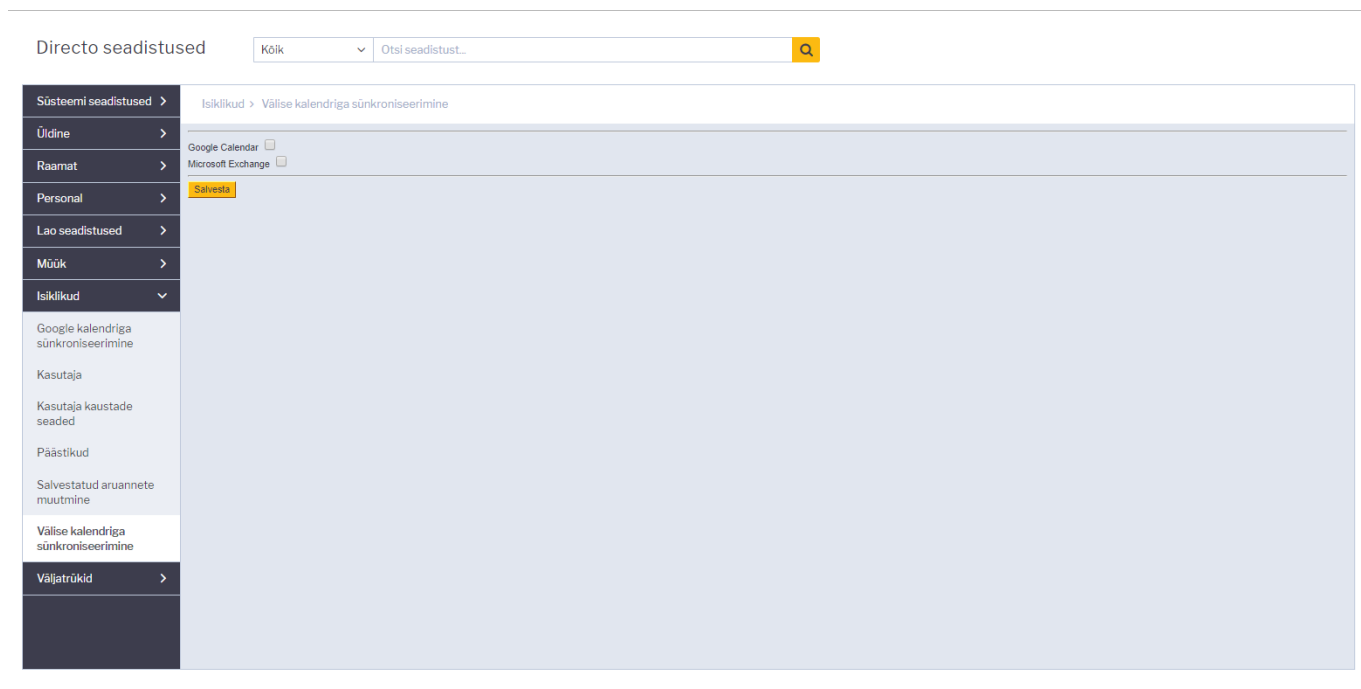 Directo seadistused
Kõik
Otsi seadistust...
Süsteemi seadistused
Üldine
Raamat
Personal
Lao seadistused
Müük
Isiklikud
Google kalendriga
sünkroniseerimine
Kasutaja
Kasutaja kaustade
seaded
Päästikud
Salvestatud aruannete
muutmine
Välise kalendriga
sünkroniseerimine
Väljatrükid
Isiklikud > Välise kalendriga sünkroniseerimine
Google Calendar
Microsoft Exchange
Salvesta